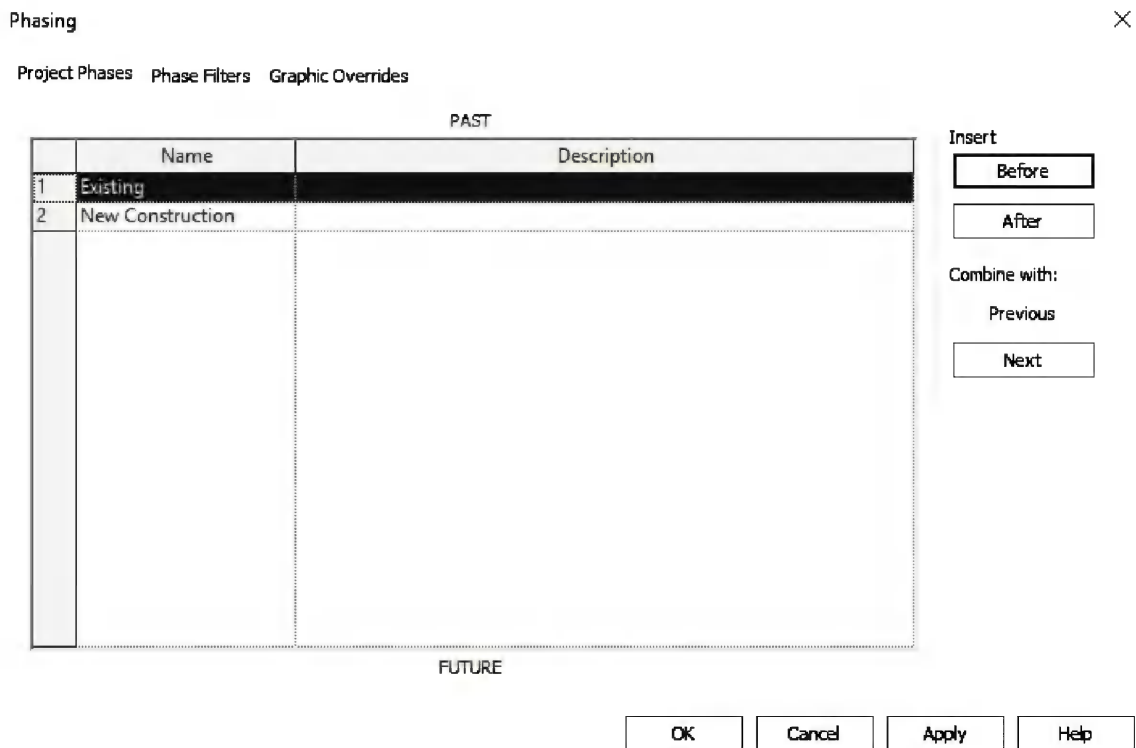 Phasing
Project Phases Phase Filters Graphic Overrides
PAST
Name Description
1 Existing
2 New Construction
FUTURE
Insert
Before
After
Combine with:
Previous
Next
OK Cancel Apply Help